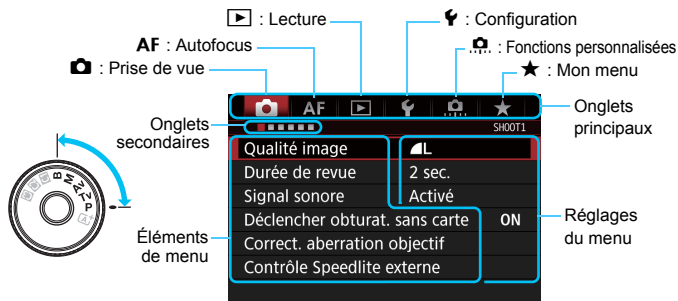 : Lecture
: Configuration
AF : Autofocus
: Fonctions personnalisées
: Prise de vue
★ : Mon menu
AF ★
Onglets
principaux
Onglets
secondaires
SHOOT1
Qualité image L
Durée de revue 2 sec.
Signal sonore Activé
Déclencher obturat. sans carte ON
Correct. aberration objectif
Contrôle Speedlite externe
Éléments
de menu
Réglages
du menu
B M Av Tv P A+